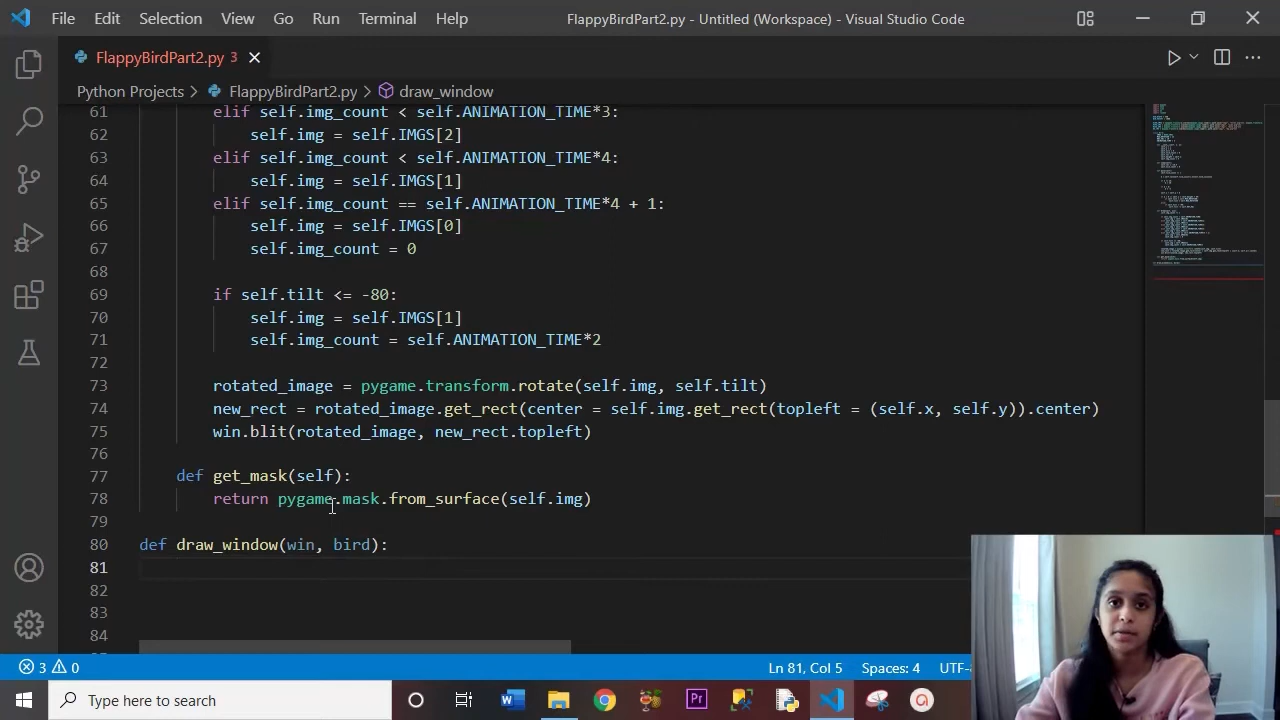 File Edit Selection View Go Run Terminal Help FlappyBirdPart2.py - Untitled (Workspace) - Visual Studio Code
FlappyBirdPart2.py 3
Python Projects > FlappyBirdPart2.py > draw_window
61 elif self.img_count < self.ANIMATION_TIME*3:
62 self.img = self.IMGS[2]
63 elif self.img_count < self.ANIMATION_TIME*4:
64 self.img = self.IMGS[1]
65 elif self.img_count == self.ANIMATION_TIME*4 + 1:
66 self.img = self.IMGS[0]
67 self.img_count = 0
68
69 if self.tilt <= -80:
70 self.img = self.IMGS[1]
71 self.img_count = self.ANIMATION_TIME*2
72
73 rotated_image = pygame.transform.rotate(self.img, self.tilt)
74 new_rect = rotated_image.get_rect(center = self.img.get_rect(topleft = (self.x, self.y)).center)
75 win.blit(rotated_image, new_rect.topleft)
76
77 def get_mask(self):
78 return pygame.mask.from_surface(self.img)
79
80 def draw_window(win, bird):
81
82
83
84
3 0 Ln 81, Col 5 Spaces: 4 UTF-
Type here to search